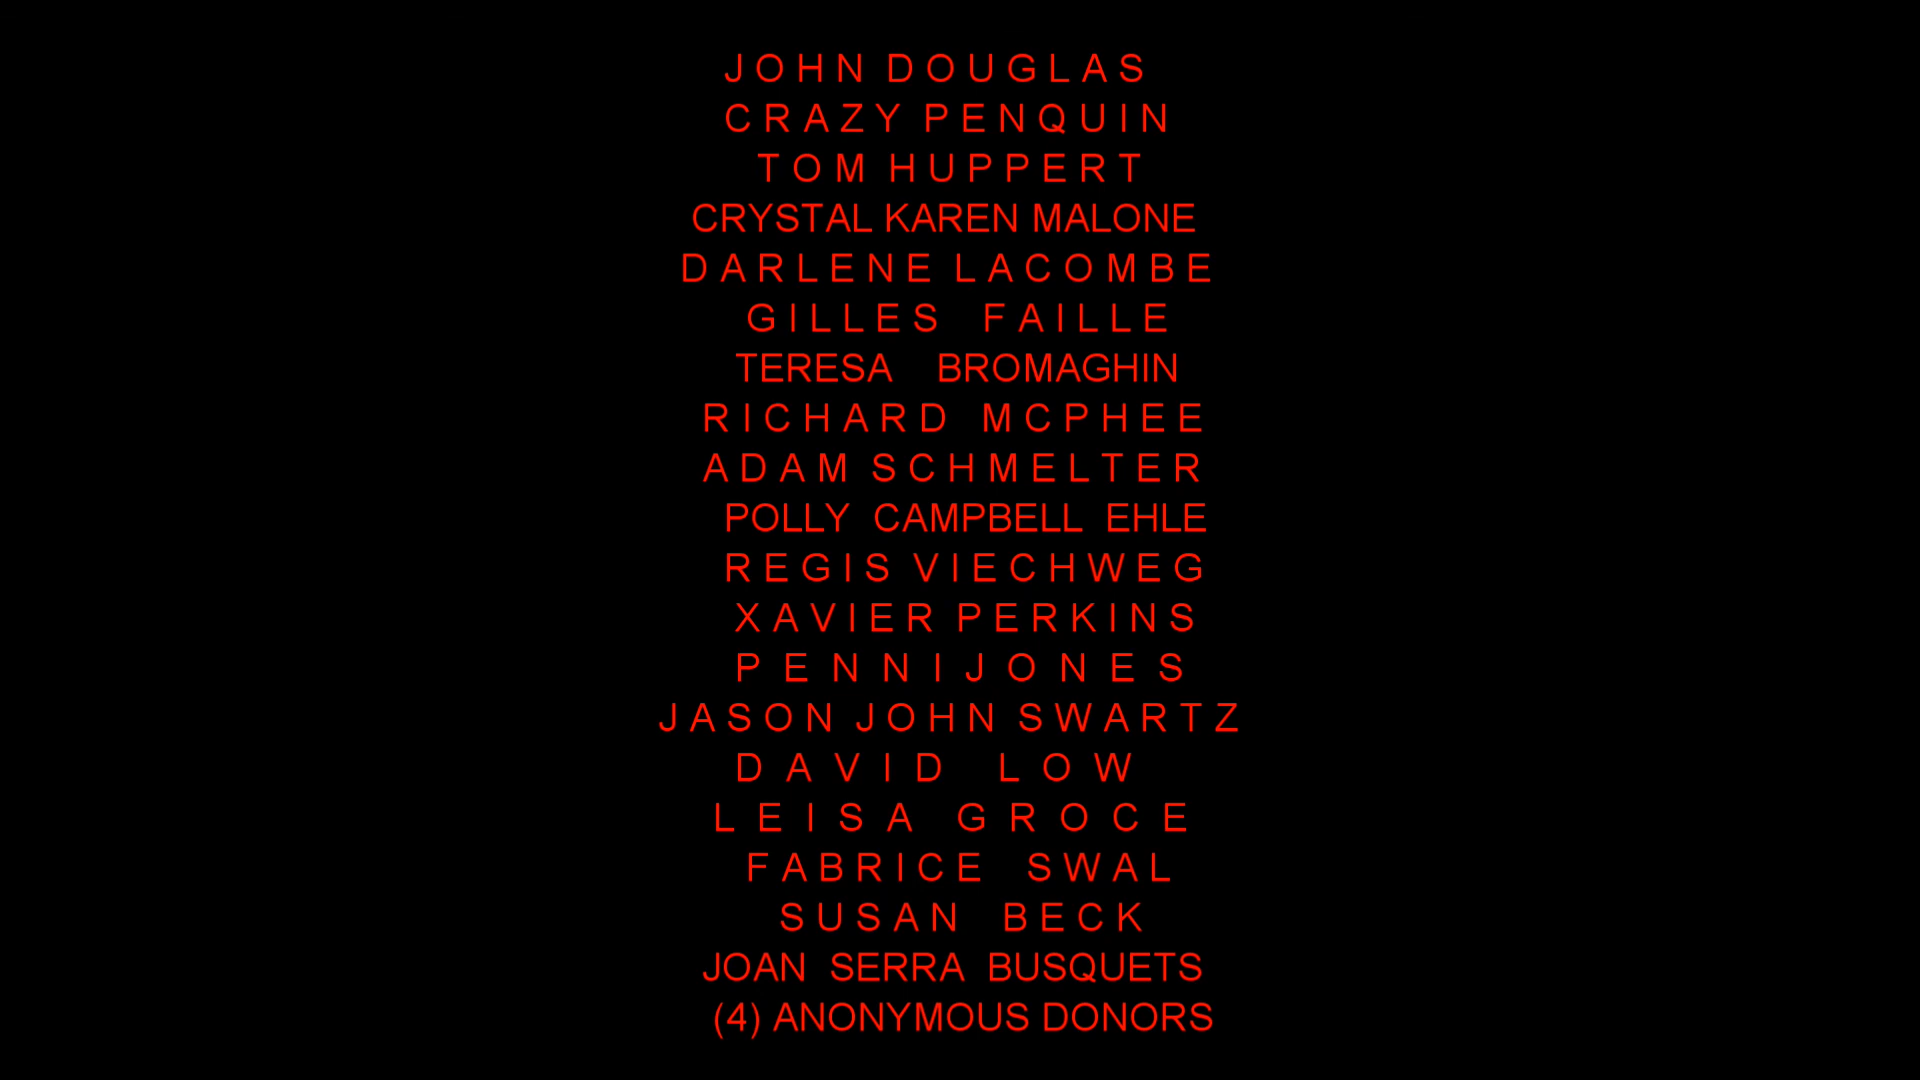 JOHN DOUGLAS
CRAZY PENQUIN
TOM HUPPERT
CRYSTAL KAREN MALONE
DARLENE LACOMBE
GILLES FAILLE
TERESA BROMAGHIN
RICHARD MCPHEE
ADAM SCHMELTER
POLLY CAMPBELL EHLE
REGIS VIECHWEG
XAVIER PERKINS
PENNIJONES
JASON JOHN SWARTZ
DAVID LOW
LEISA GROCE
FABRICE SWAL
SUSAN BECK
JOAN SERRA BUSQUETS
(4) ANONYMOUS DONORS